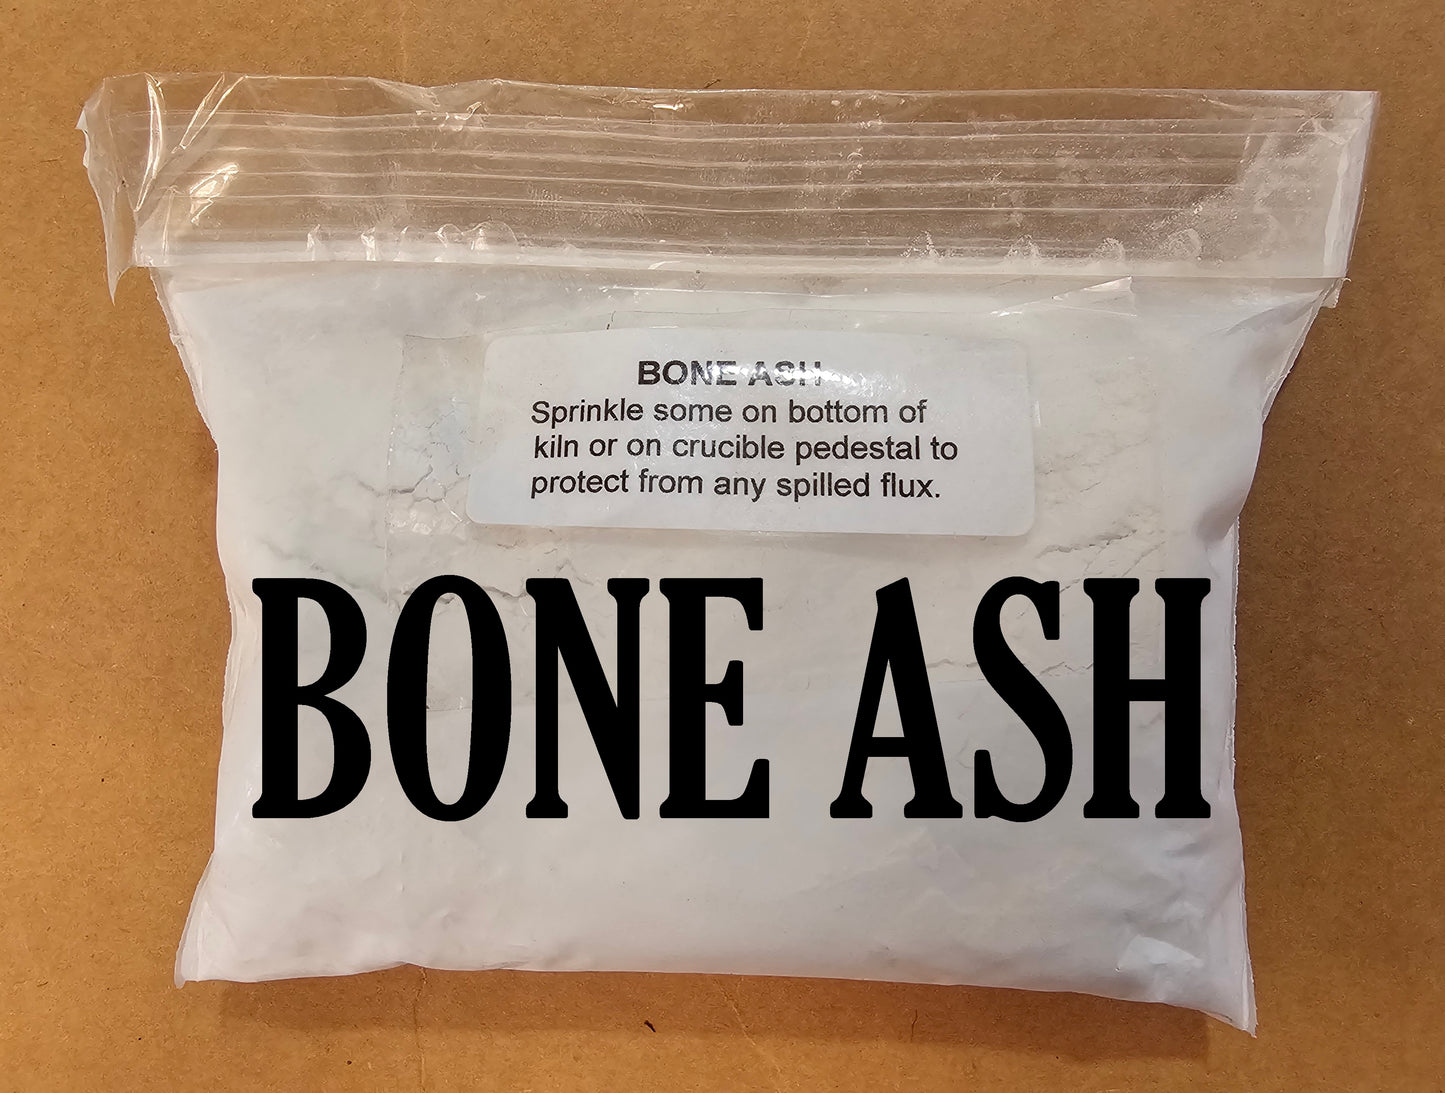 BONE ASH
Sprinkle some on bottom of
kiln or on crucible pedestal to
protect from any spilled flux.
BONE ASH